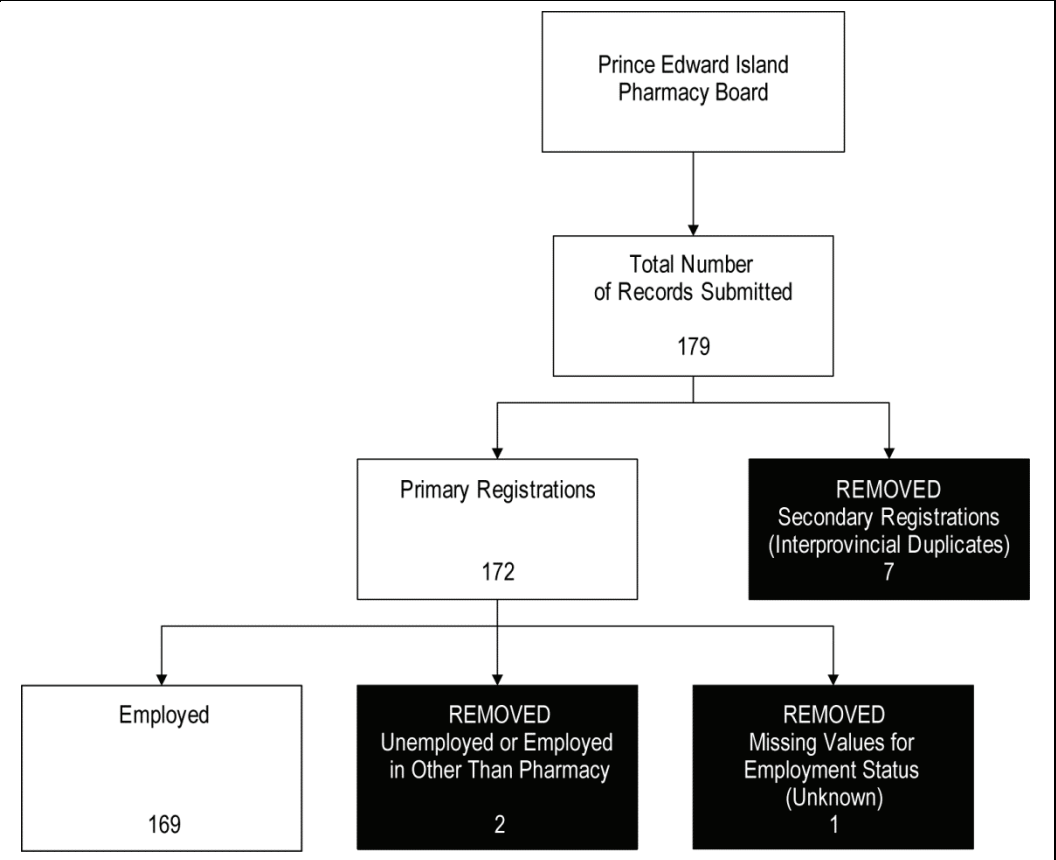 Prince Edward Island
Pharmacy Board
Total Number
of Records Submitted
179
Primary Registrations
172
REMOVED
Secondary Registrations
(Interprovincial Duplicates)
7
Employed
169
REMOVED
Unemployed or Employed
in Other Than Pharmacy
2
REMOVED
Missing Values for
Employment Status
(Unknown)
1